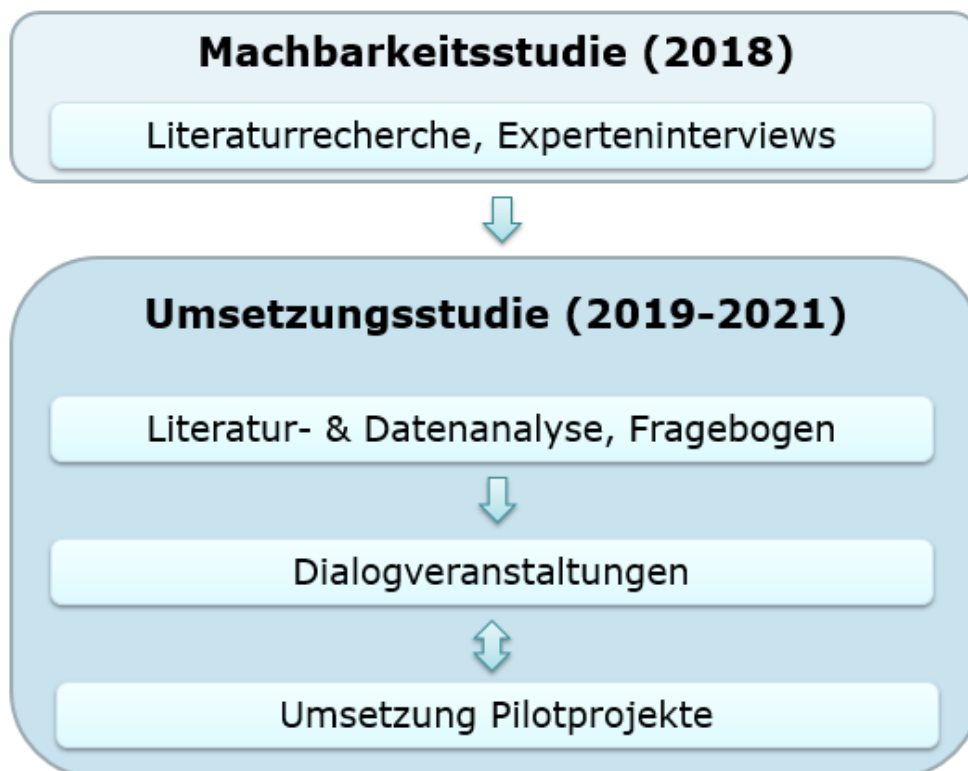 Machbarkeitsstudie (2018)
Literaturrecherche, Experteninterviews
Umsetzungsstudie (2019-2021)
Literatur- & Datenanalyse, Fragebogen
Dialogveranstaltungen
Umsetzung Pilotprojekte